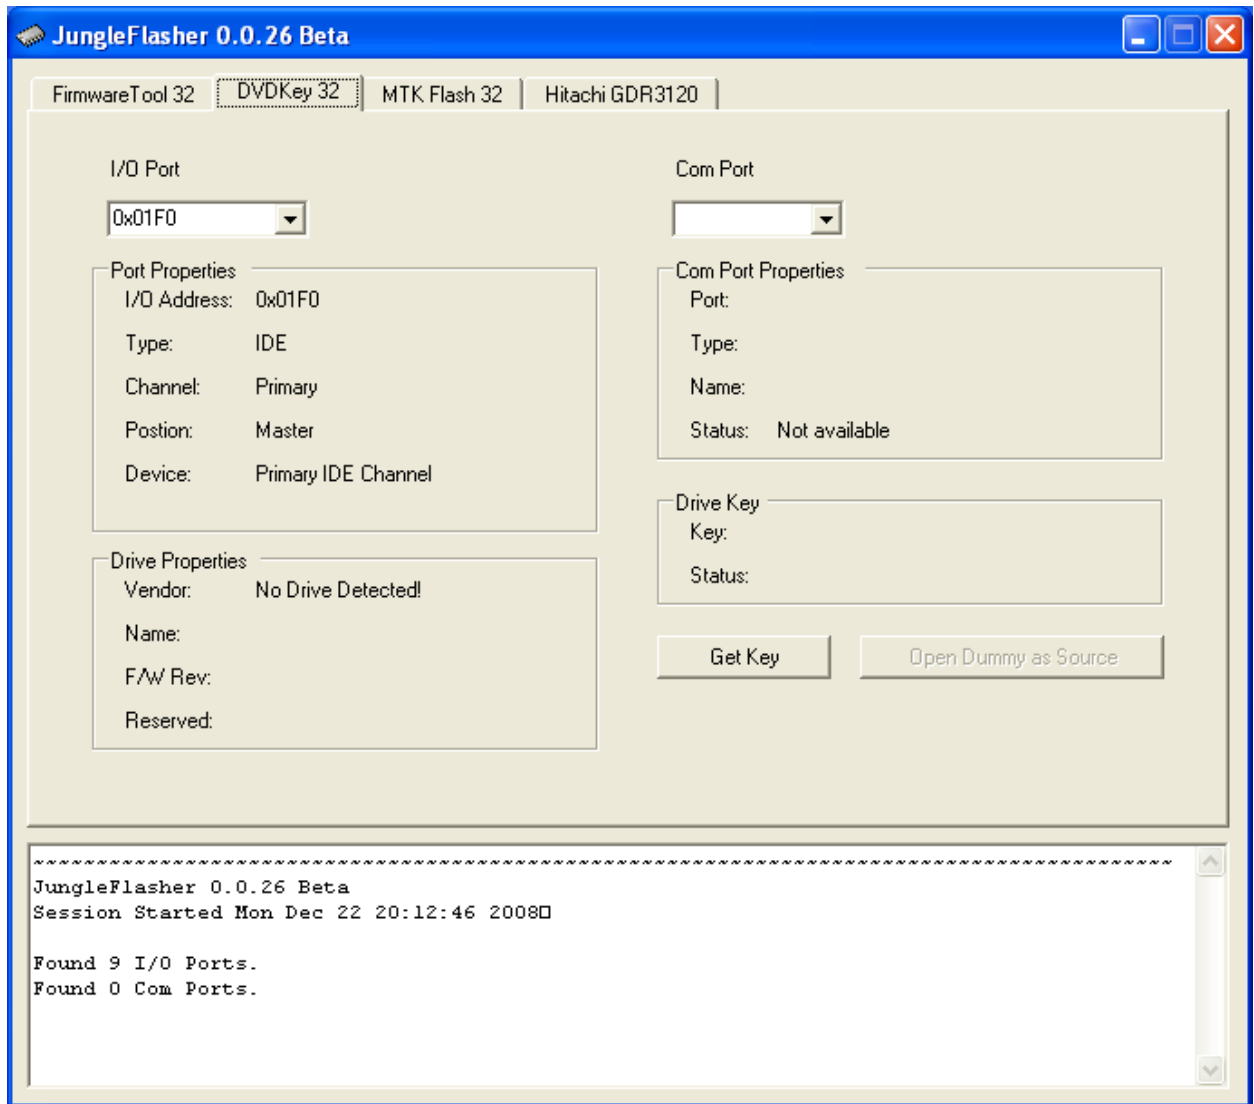 JungleFlasher 0.0.26 Beta
FirmwareTool 32
DVDKey 32
MTK Flash 32
Hitachi GDR3120
I/O Port
0x01F0
Port Properties
I/O Address: 0x01F0
Type: IDE
Channel: Primary
Postion: Master
Device: Primary IDE Channel
Drive Properties
Vendor: No Drive Detected!
Name:
F/W Rev:
Reserved:
Com Port
Com Port Properties
Port:
Type:
Name:
Status: Not available
Drive Key
Key:
Status:
Get Key
Open Dummy as Source
~~~~~~~~~~~~~~~~~~~~~~~~~~~~~~~~~~~~~~~~~~~~~~~~~~~~~~~~~~~~~~~~~~~~~~~~~~~~~~~~~~~~~~~~~~
JungleFlasher 0.0.26 Beta
Session Started Mon Dec 22 20:12:46 2008□
Found 9 I/O Ports.
Found 0 Com Ports.